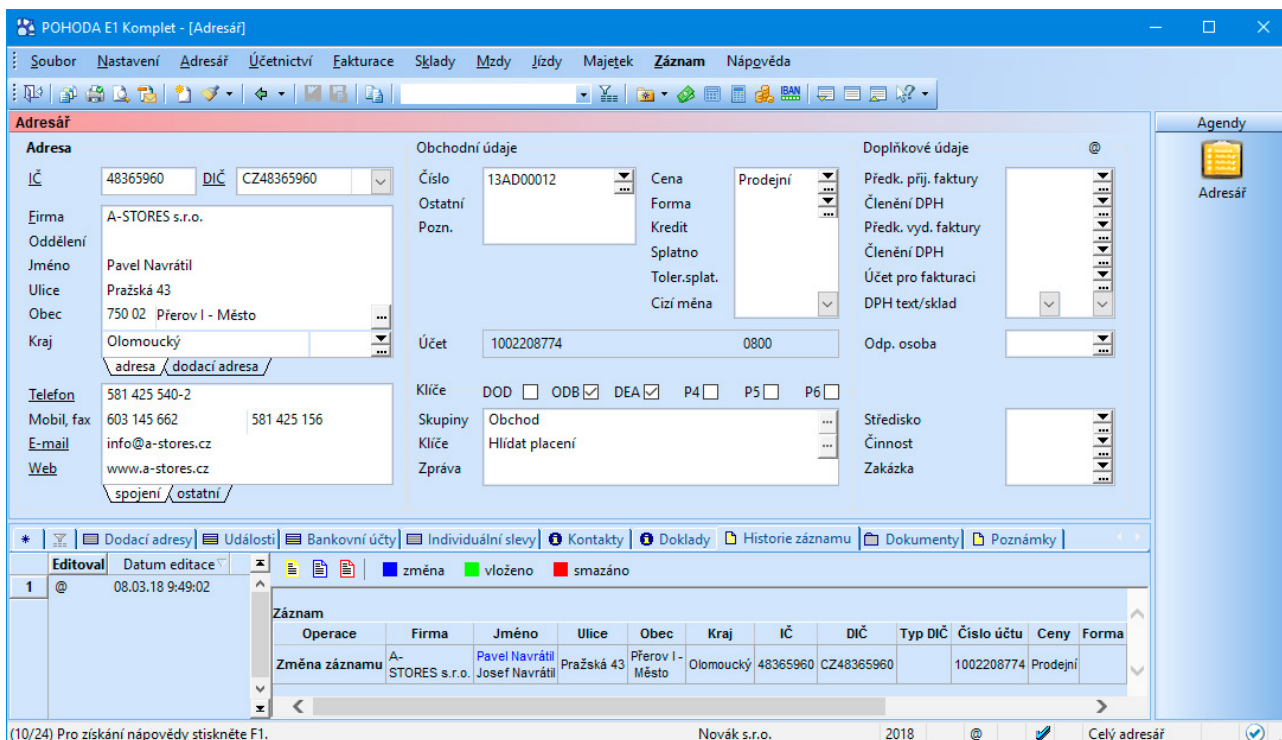 POHODA E1 Komplet - [Adresář]
Soubor Nastavení Adresář Účetnictví Fakturace Sklady Mzdy Jízdy Majetek Záznam Nápověda
IBAN
Adresář
Agendy
Adresář
Adresa
IČ 48365960 DIČ CZ48365960
Firma A-STORES s.r.o.
Oddělení
Jméno Pavel Navrátil
Ulice Pražská 43
Obec 750 02 Přerov I - Město
Kraj Olomoucký
adresa dodací adresa
Telefon 581 425 540-2
Mobil, fax 603 145 662 581 425 156
E-mail info@a-stores.cz
Web www.a-stores.cz
spojení ostatní
Obchodní údaje
Číslo 13AD00012 Cena Prodejní
Ostatní Forma
Pozn. Kredit
Splatno
Toler.splat.
Cizí měna
Účet 1002208774 0800
Klíče DOD ODB DEA P4 P5 P6
Skupiny Obchod
Klíče Hlídat placení
Zpráva
Doplňkové údaje @
Předk. přij. faktury
Členění DPH
Předk. vyd. faktury
Členění DPH
Účet pro fakturaci
DPH text/sklad
Odp. osoba
Středisko
Činnost
Zakázka
* Dodací adresy Události Bankovní účty Individuální slevy Kontakty Doklady Historie záznamu Dokumenty Poznámky
Editoval Datum editace
1 @ 08.03.18 9:49:02
změna vloženo smazáno
Záznam
Operace Firma Jméno Ulice Obec Kraj IČ DIČ Typ DIČ Číslo účtu Ceny Forma
Změna záznamu A-STORES s.r.o. Pavel Navrátil Josef Navrátil Pražská 43 Přerov I - Město Olomoucký 48365960 CZ48365960 1002208774 Prodejní
(10/24) Pro získání nápovědy stiskněte F1. Novák s.r.o. 2018 @ Celý adresář